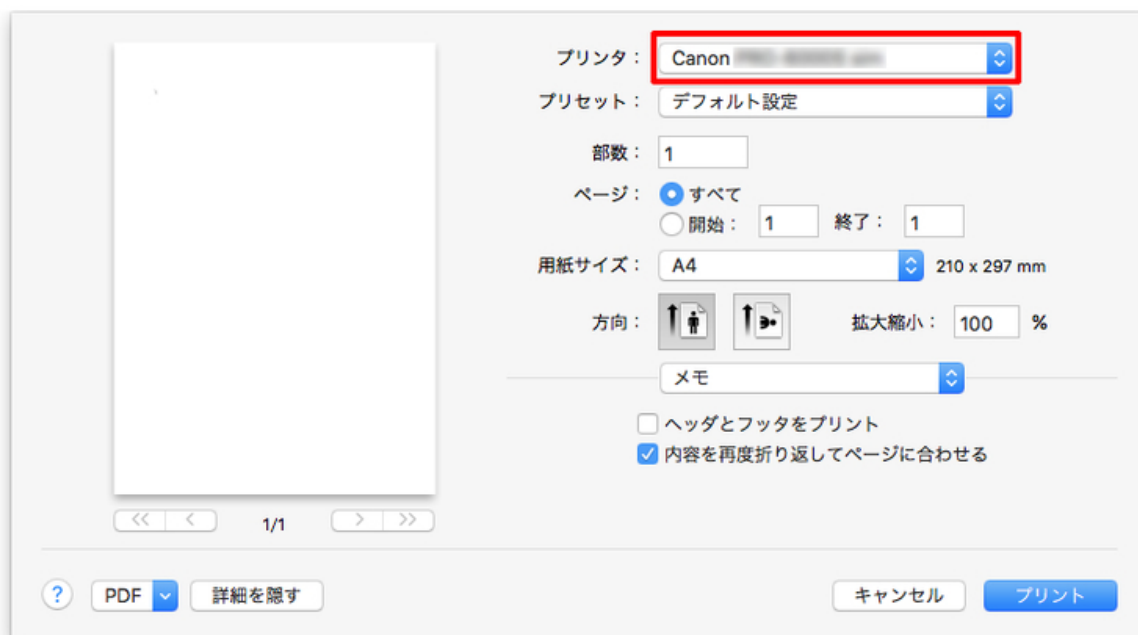 プリンタ： Canon
プリセット： デフォルト設定
部数： 1
ページ： すべて
開始： 1 終了： 1
用紙サイズ： A4 210 x 297 mm
方向： 拡大縮小： 100 %
メモ
ヘッダとフッタをプリント
内容を再度折り返してページに合わせる
<< < 1/1 > >>
? PDF 詳細を隠す キャンセル プリント